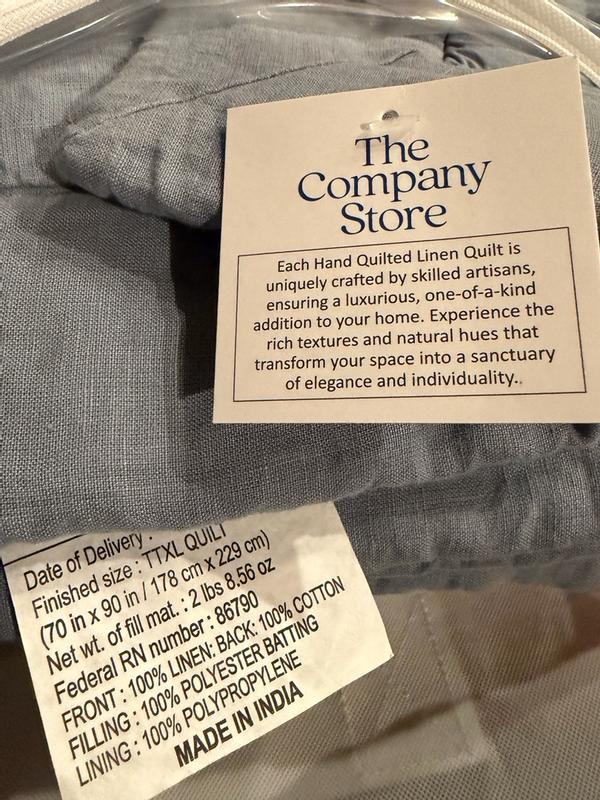 The
Company
Store
Each Hand Quilted Linen Quilt is
uniquely crafted by skilled artisans,
ensuring a luxurious, one-of-a-kind
addition to your home. Experience the
rich textures and natural hues that
transform your space into a sanctuary
of elegance and individuality..
Date of Delivery :
Finished size : TTXL QUILT
(70 in x 90 in / 178 cm x 229 cm)
Net wt. of fill mat. : 2 lbs 8.56 oz
Federal RN number : 86790
FRONT : 100% LINEN: BACK: 100% COTTON
FILLING : 100% POLYESTER BATTING
LINING : 100% POLYPROPYLENE
MADE IN INDIA